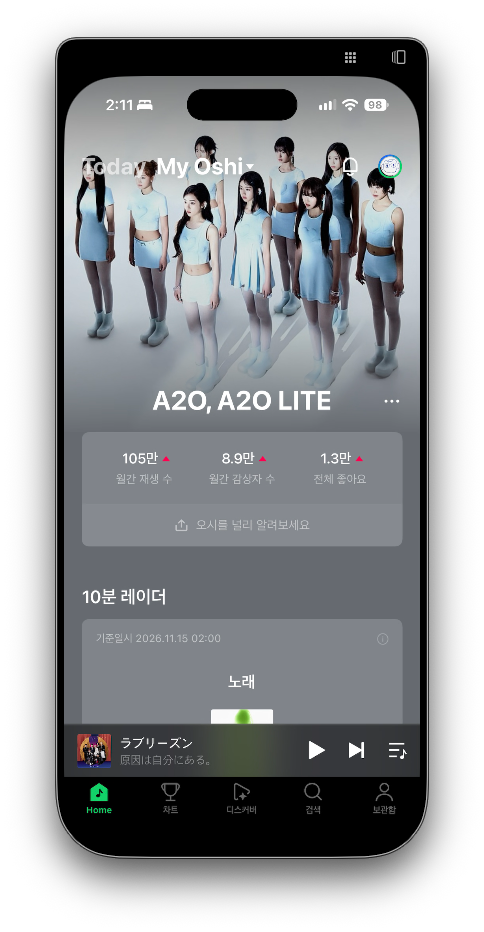 2:11
98
Today My Oshi
A2O, A2O LITE
105만 8.9만 1.3만
월간 재생 수 월간 감상자 수 전체 좋아요
오시를 널리 알려보세요
10분 레이더
기준일시 2026.11.15 02:00
노래
ラブリーズン
原因は自分にある。
Home 차트 디스커버 검색 보관함